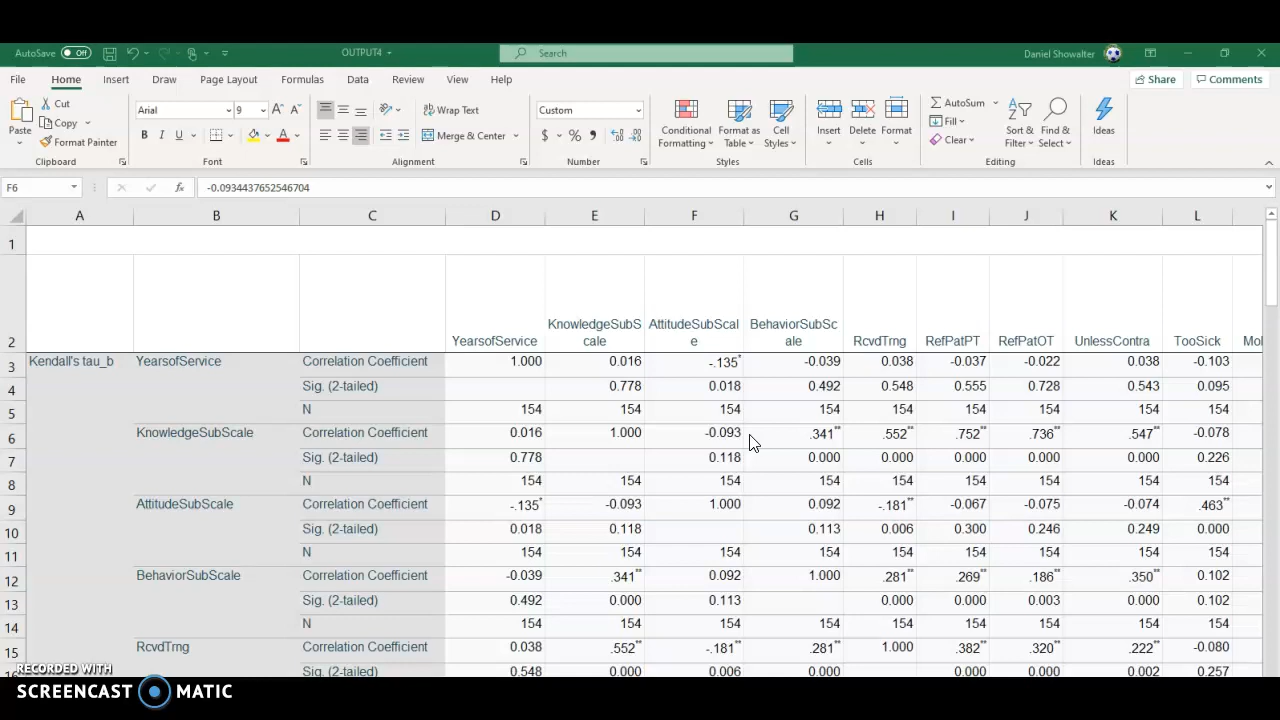 AutoSave Off OUTPUT4 Search Daniel Showalter
File Home Insert Draw Page Layout Formulas Data Review View Help Share Comments
Paste Cut Copy Format Painter Arial 9 A A B I U A Wrap Text Merge & Center Custom $ % Conditional Formatting Format as Table Cell Styles Insert Delete Format AutoSum Fill Clear Sort & Filter Find & Select Ideas
Clipboard Font Alignment Number Styles Cells Editing Ideas
F6 fx -0.0934437652546704
A B C D E F G H I J K L
1
2 YearsofService KnowledgeSubScale AttitudeSubScale BehaviorSubScale RcvdTrng RefPatPT RefPatOT UnlessContra TooSick Mol
3 Kendall's tau_b YearsofService Correlation Coefficient 1.000 0.016 -.135* -0.039 0.038 -0.037 -0.022 0.038 -0.103
4 Sig. (2-tailed) 0.778 0.018 0.492 0.548 0.555 0.728 0.543 0.095
5 N 154 154 154 154 154 154 154 154 154
6 KnowledgeSubScale Correlation Coefficient 0.016 1.000 -0.093 .341** .552** .752** .736** .547** -0.078
7 Sig. (2-tailed) 0.778 0.118 0.000 0.000 0.000 0.000 0.000 0.226
8 N 154 154 154 154 154 154 154 154 154
9 AttitudeSubScale Correlation Coefficient -.135* -0.093 1.000 0.092 -.181** -0.067 -0.075 -0.074 .463**
10 Sig. (2-tailed) 0.018 0.118 0.113 0.006 0.300 0.246 0.249 0.000
11 N 154 154 154 154 154 154 154 154 154
12 BehaviorSubScale Correlation Coefficient -0.039 .341** 0.092 1.000 .281** .269** .186** .350** 0.102
13 Sig. (2-tailed) 0.492 0.000 0.113 0.000 0.000 0.003 0.000 0.102
14 N 154 154 154 154 154 154 154 154 154
15 RcvdTrng Correlation Coefficient 0.038 .552** -.181** .281** 1.000 .382** .320** .222** -0.080
Sig. (2-tailed) 0.548 0.000 0.006 0.000 0.000 0.000 0.002 0.257
RECORDED WITH
SCREENCAST MATIC